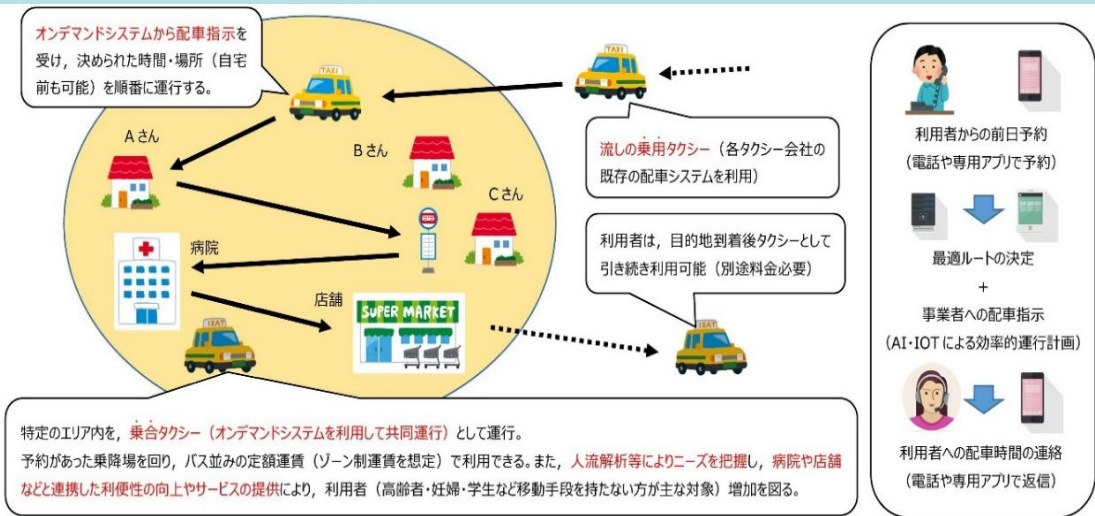 オンデマンドシステムから配車指示を
受け，決められた時間・場所（自宅
前も可能）を順番に運行する。
TAXI
TAXI
Aさん
Bさん
Cさん
流しの乗用タクシー（各タクシー会社の
既存の配車システムを利用）
利用者は，目的地到着後タクシーとして
引き続き利用可能（別途料金必要）
病院
店舗
SUPER MARKET
TAXI
TAXI
特定のエリア内を，乗合タクシー（オンデマンドシステムを利用して共同運行）として運行。
予約があった乗降場を回り，バス並みの定額運賃（ゾーン制運賃を想定）で利用できる。また，人流解析等によりニーズを把握し，病院や店舗
などと連携した利便性の向上やサービスの提供により，利用者（高齢者・妊婦・学生など移動手段を持たない方が主な対象）増加を図る。
利用者からの前日予約
（電話や専用アプリで予約）
最適ルートの決定
+
事業者への配車指示
（AI・IOTによる効率的運行計画）
利用者への配車時間の連絡
（電話や専用アプリで返信）